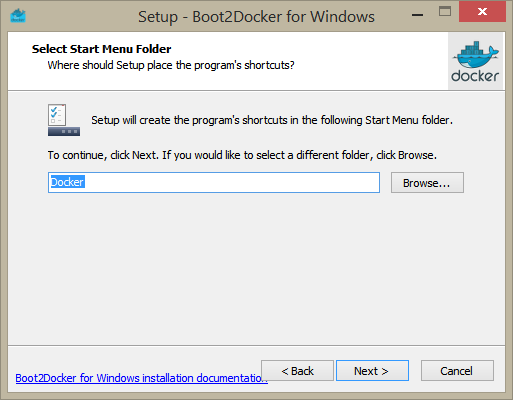 Setup - Boot2Docker for Windows
Select Start Menu Folder
Where should Setup place the program's shortcuts?
docker
Setup will create the program's shortcuts in the following Start Menu folder.
To continue, click Next. If you would like to select a different folder, click Browse.
Docker
Browse...
Boot2Docker for Windows installation documentation
< Back
Next >
Cancel